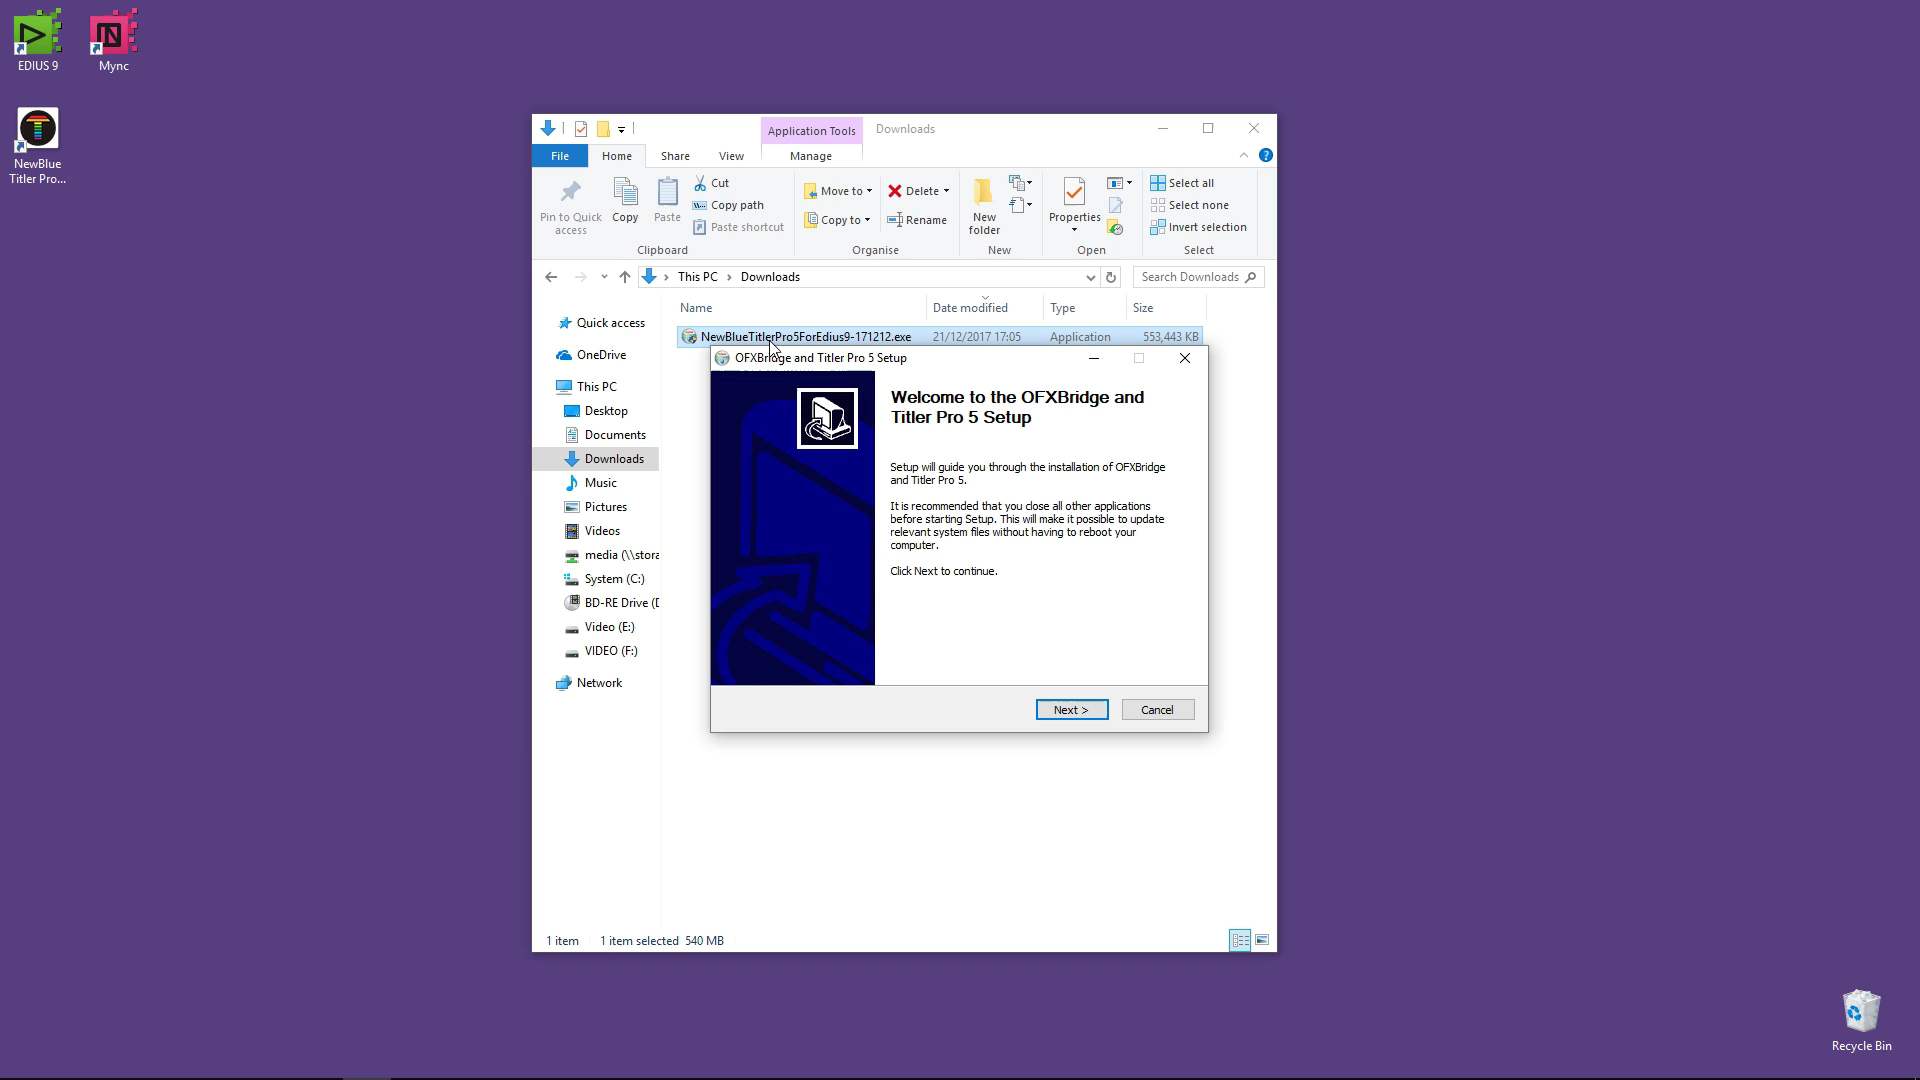 EDIUS 9
Mync
NewBlue
Titler Pro...
Application Tools
Downloads
File
Home
Share
View
Manage
Pin to Quick
access
Copy
Paste
Cut
Copy path
Paste shortcut
Clipboard
Move to
Copy to
Delete
Rename
Organise
New
folder
New
Properties
Open
Select all
Select none
Invert selection
Select
This PC
Downloads
Search Downloads
Name
Date modified
Type
Size
Quick access
OneDrive
This PC
Desktop
Documents
Downloads
Music
Pictures
Videos
media (\\stora
System (C:)
BD-RE Drive (D
Video (E:)
VIDEO (F:)
Network
NewBlueTitlerPro5ForEdius9-171212.exe
21/12/2017 17:05
Application
553,443 KB
OFXBridge and Titler Pro 5 Setup
Welcome to the OFXBridge and
Titler Pro 5 Setup
Setup will guide you through the installation of OFXBridge
and Titler Pro 5.
It is recommended that you close all other applications
before starting Setup. This will make it possible to update
relevant system files without having to reboot your
computer.
Click Next to continue.
Next >
Cancel
1 item
1 item selected 540 MB
Recycle Bin